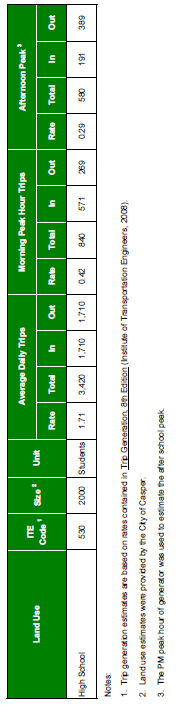 Land Use ITE Code ¹ Size ² Unit Average Daily Trips Morning Peak Hour Trips Afternoon Peak ³
Rate Total In Out Rate Total In Out Rate Total In Out
High School 530 2000 Students 1.71 3,420 1,710 1,710 0.42 840 571 269 0.29 580 191 389
Notes:
1. Trip generation estimates are based on rates contained in Trip Generation, 8th Edition (Institute of Transportation Engineers, 2008).
2. Land use estimates were provided by the City of Casper.
3. The PM peak hour of generator was used to estimate the after school peak.